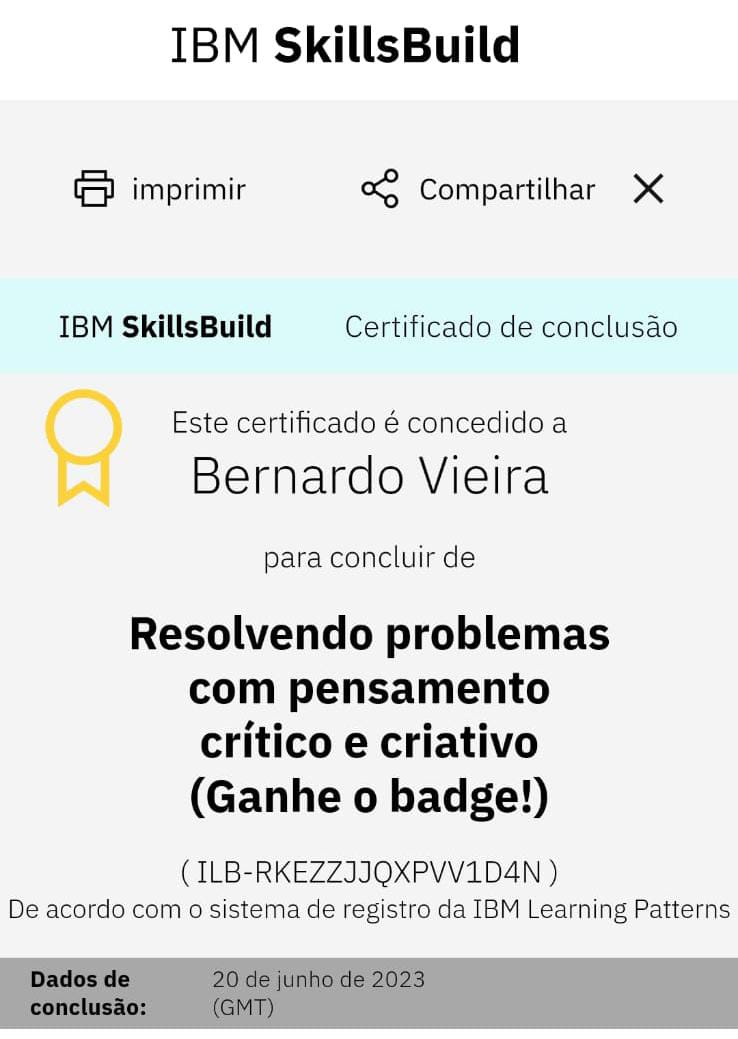 IBM SkillsBuild
imprimir
Compartilhar
IBM SkillsBuild
Certificado de conclusão
Este certificado é concedido a
Bernardo Vieira
para concluir de
Resolvendo problemas
com pensamento
crítico e criativo
(Ganhe o badge!)
( ILB-RKEZZJJQXPVV1D4N )
De acordo com o sistema de registro da IBM Learning Patterns
Dados de
conclusão:
20 de junho de 2023
(GMT)